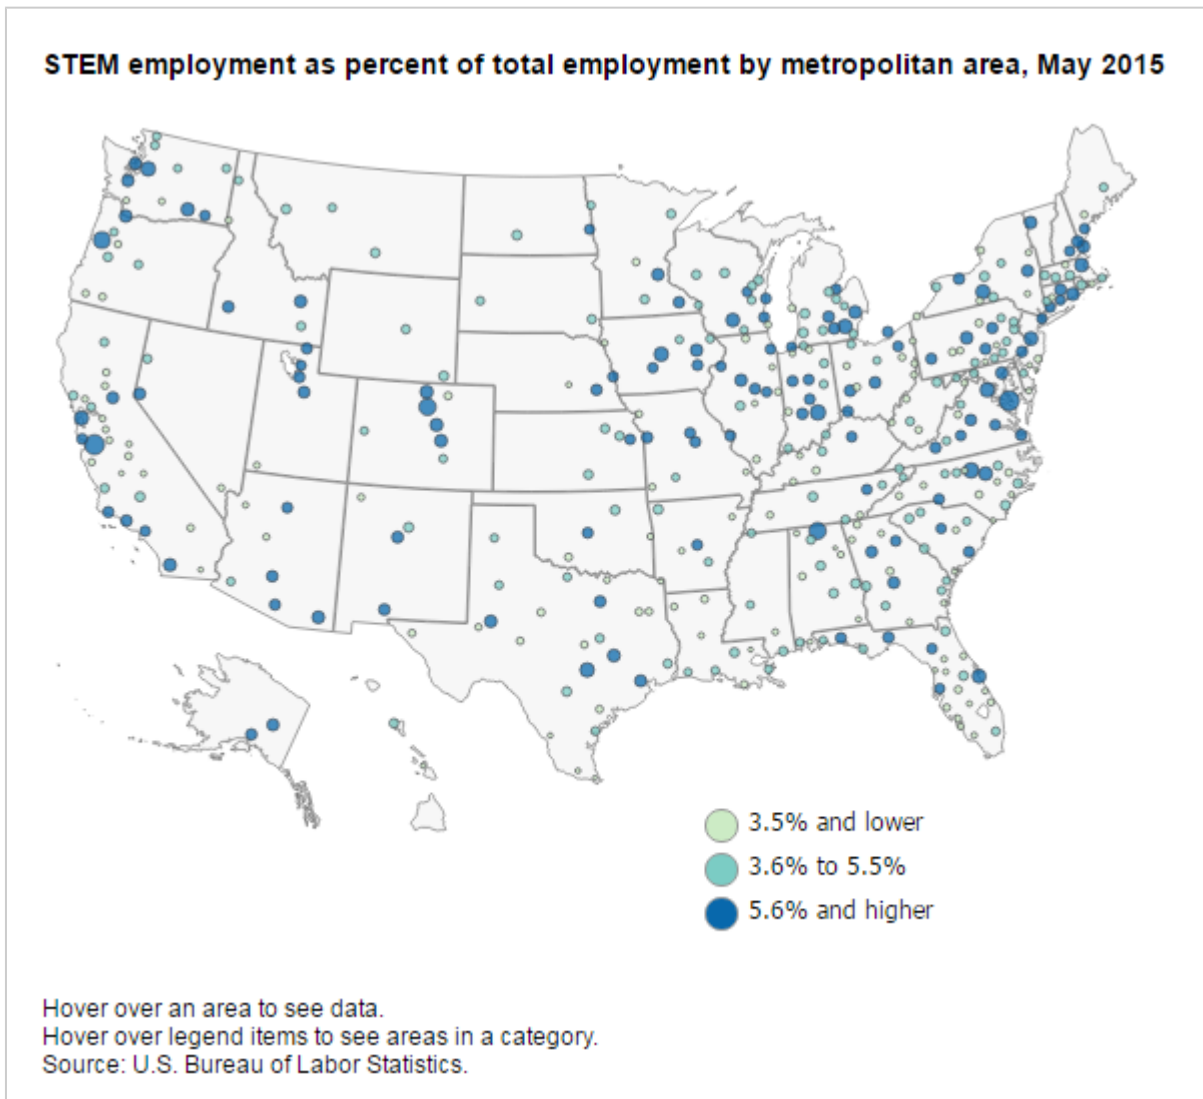 STEM employment as percent of total employment by metropolitan area, May 2015
3.5% and lower
3.6% to 5.5%
5.6% and higher
Hover over an area to see data.
Hover over legend items to see areas in a category.
Source: U.S. Bureau of Labor Statistics.